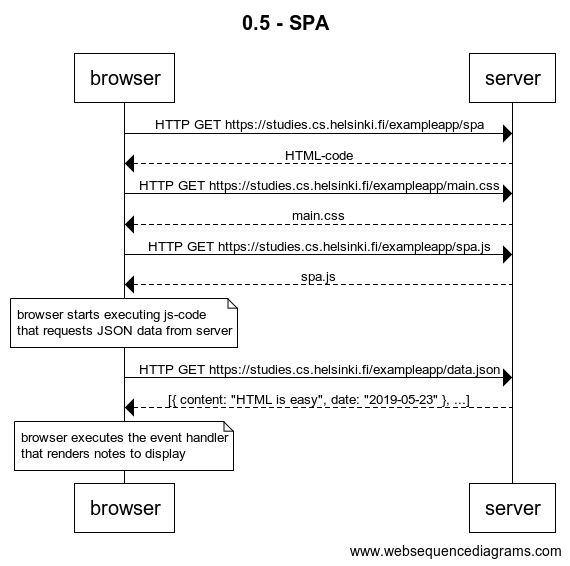 0.5 - SPA
browser
server
HTTP GET https://studies.cs.helsinki.fi/exampleapp/spa
HTML-code
HTTP GET https://studies.cs.helsinki.fi/exampleapp/main.css
main.css
HTTP GET https://studies.cs.helsinki.fi/exampleapp/spa.js
spa.js
browser starts executing js-code
that requests JSON data from server
HTTP GET https://studies.cs.helsinki.fi/exampleapp/data.json
[{ content: "HTML is easy", date: "2019-05-23" }, ...]
browser executes the event handler
that renders notes to display
browser
server
www.websequencediagrams.com